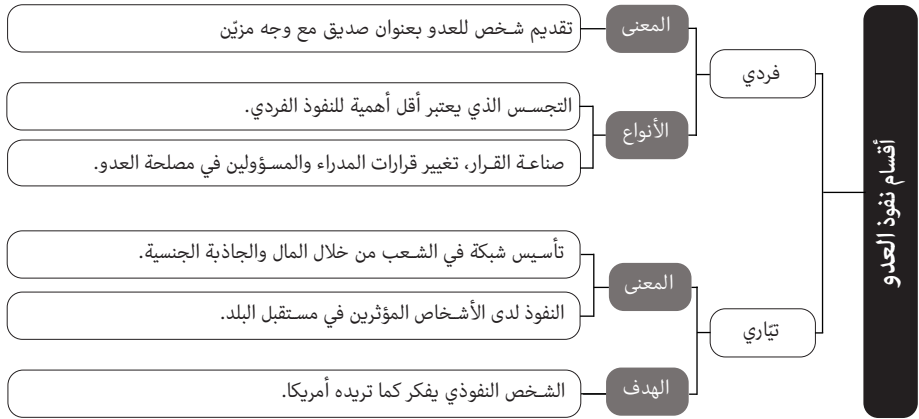 أقسام نفوذ العدو
فردي
المعنى
تقديم شخص للعدو بعنوان صديق مع وجه مزيّن
الأنواع
التجسس الذي يعتبر أقل أهمية للنفوذ الفردي.
صناعة القرار، تغيير قرارات المدراء والمسؤولين في مصلحة العدو.
تيّاري
المعنى
تأسيس شبكة في الشعب من خلال المال والجاذبة الجنسية.
النفوذ لدى الأشخاص المؤثرين في مستقبل البلد.
الهدف
الشخص النفوذي يفكر كما تريده أمريكا.